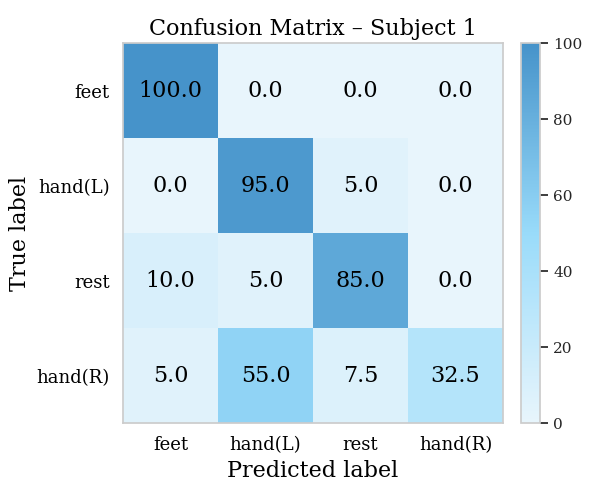 Confusion Matrix – Subject 1
True label
feet 100.0 0.0 0.0 0.0
hand(L) 0.0 95.0 5.0 0.0
rest 10.0 5.0 85.0 0.0
hand(R) 5.0 55.0 7.5 32.5
feet hand(L) rest hand(R)
Predicted label
100
80
60
40
20
0